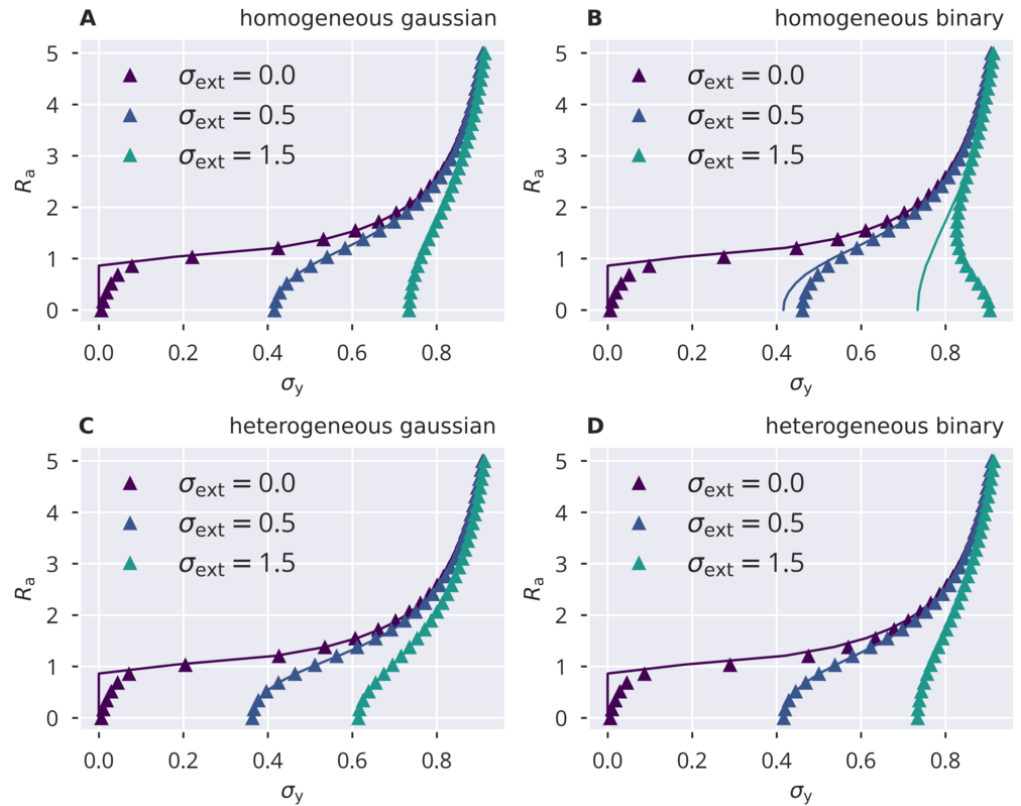 A homogeneous gaussian
5
4
3
2
1
0
Rₐ
σ_ext = 0.0
σ_ext = 0.5
σ_ext = 1.5
0.0 0.2 0.4 0.6 0.8
σ_y
B homogeneous binary
5
4
3
2
1
0
Rₐ
σ_ext = 0.0
σ_ext = 0.5
σ_ext = 1.5
0.0 0.2 0.4 0.6 0.8
σ_y
C heterogeneous gaussian
5
4
3
2
1
0
Rₐ
σ_ext = 0.0
σ_ext = 0.5
σ_ext = 1.5
0.0 0.2 0.4 0.6 0.8
σ_y
D heterogeneous binary
5
4
3
2
1
0
Rₐ
σ_ext = 0.0
σ_ext = 0.5
σ_ext = 1.5
0.0 0.2 0.4 0.6 0.8
σ_y